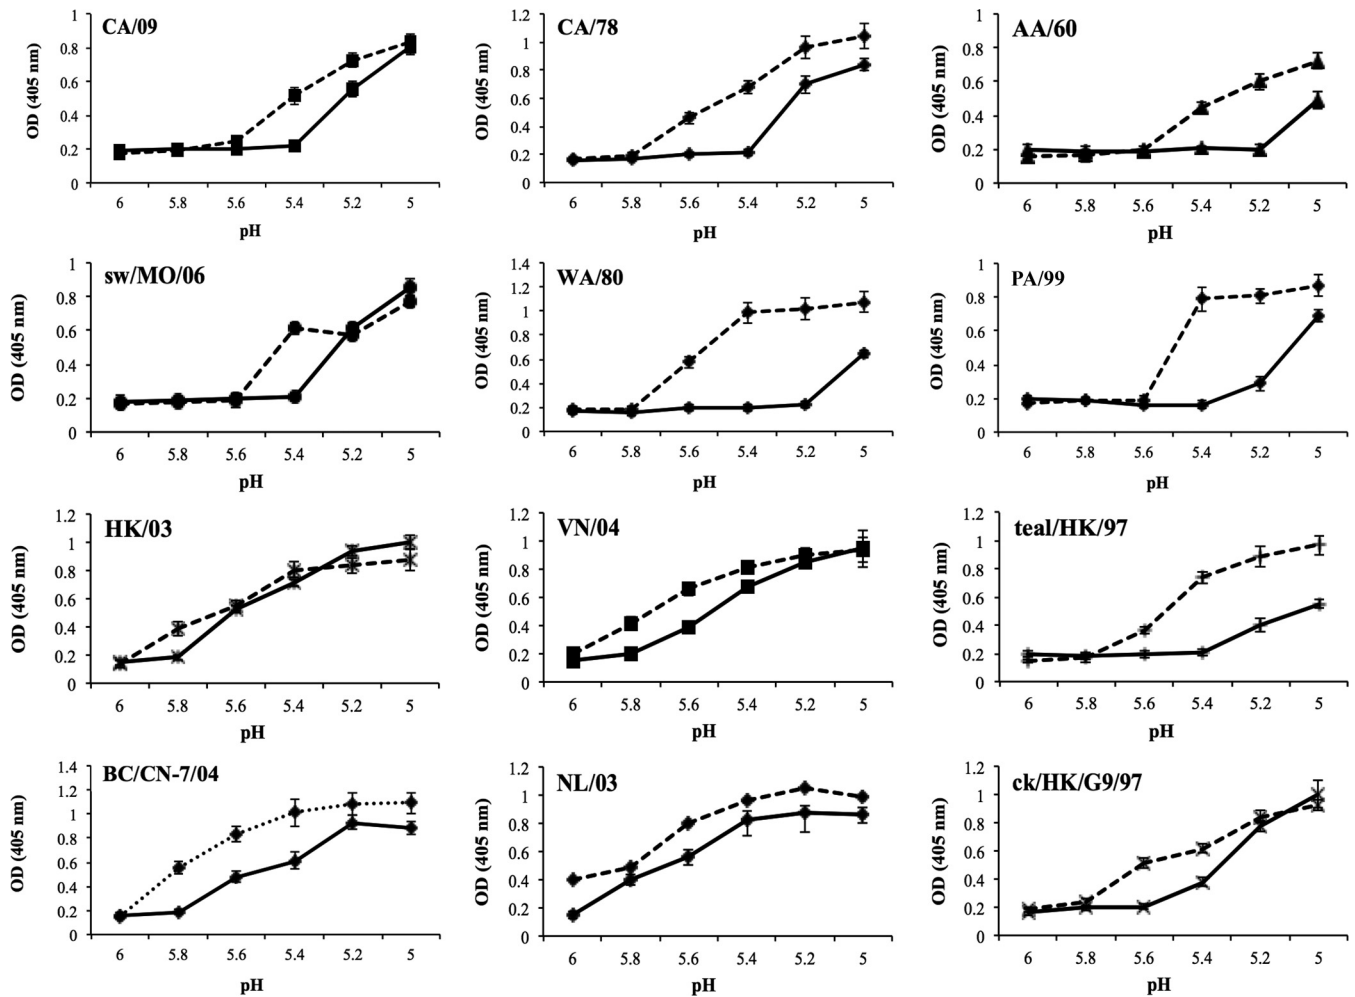 CA/09
OD (405 nm)
1
0.8
0.6
0.4
0.2
0
6 5.8 5.6 5.4 5.2 5
pH
CA/78
OD (405 nm)
1.2
1
0.8
0.6
0.4
0.2
0
6 5.8 5.6 5.4 5.2 5
pH
AA/60
OD (405 nm
1
0.8
0.6
0.4
0.2
0
6 5.8 5.6 5.4 5.2 5
pH
sw/MO/06
OD (405 nm)
1
0.8
0.6
0.4
0.2
0
6 5.8 5.6 5.4 5.2 5
pH
WA/80
OD (405 nm)
1.4
1.2
1
0.8
0.6
0.4
0.2
0
6 5.8 5.6 5.4 5.2 5
pH
PA/99
OD (405 nm
1
0.8
0.6
0.4
0.2
0
6 5.8 5.6 5.4 5.2 5
pH
HK/03
OD (405 nm)
1.2
1
0.8
0.6
0.4
0.2
0
6 5.8 5.6 5.4 5.2 5
pH
VN/04
OD (405 nm)
1.2
1
0.8
0.6
0.4
0.2
0
6 5.8 5.6 5.4 5.2 5
pH
teal/HK/97
OD (405 nm)
1.2
1
0.8
0.6
0.4
0.2
0
6 5.8 5.6 5.4 5.2 5
pH
BC/CN-7/04
OD (405 nm)
1.4
1.2
1
0.8
0.6
0.4
0.2
0
6 5.8 5.6 5.4 5.2 5
pH
NL/03
OD (405 nm)
1.2
1
0.8
0.6
0.4
0.2
0
6 5.8 5.6 5.4 5.2 5
pH
ck/HK/G9/97
OD (405 nm)
1.2
1
0.8
0.6
0.4
0.2
0
6 5.8 5.6 5.4 5.2 5
pH